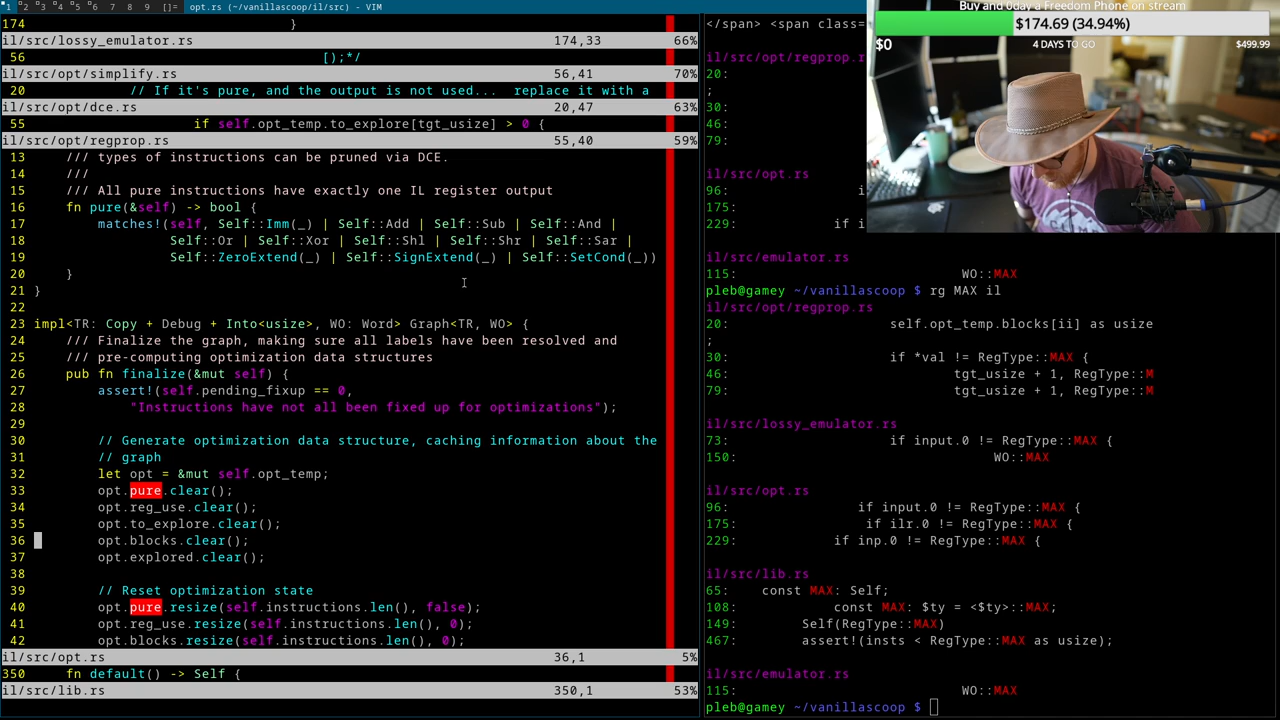 1 2 3 4 5 6 7 8 9 []= opt.rs (~/vanillascoop/il/src) - VIM
174 }
il/src/lossy_emulator.rs 174,33 66%
56 [);*/
il/src/opt/simplify.rs 56,41 70%
20 // If it's pure, and the output is not used... replace it with a
il/src/opt/dce.rs 20,47 63%
55 if self.opt_temp.to_explore[tgt_usize] > 0 {
il/src/opt/regprop.rs 55,40 59%
13 /// types of instructions can be pruned via DCE.
14 ///
15 /// All pure instructions have exactly one IL register output
16 fn pure(&self) -> bool {
17 matches!(self, Self::Imm(_) | Self::Add | Self::Sub | Self::And |
18 Self::Or | Self::Xor | Self::Shl | Self::Shr | Self::Sar |
19 Self::ZeroExtend(_) | Self::SignExtend(_) | Self::SetCond(_))
20 }
21 }
22
23 impl<TR: Copy + Debug + Into<usize>, WO: Word> Graph<TR, WO> {
24 /// Finalize the graph, making sure all labels have been resolved and
25 /// pre-computing optimization data structures
26 pub fn finalize(&mut self) {
27 assert!(self.pending_fixup == 0,
28 "Instructions have not all been fixed up for optimizations");
29
30 // Generate optimization data structure, caching information about the
31 // graph
32 let opt = &mut self.opt_temp;
33 opt.pure.clear();
34 opt.reg_use.clear();
35 opt.to_explore.clear();
36 opt.blocks.clear();
37 opt.explored.clear();
38
39 // Reset optimization state
40 opt.pure.resize(self.instructions.len(), false);
41 opt.reg_use.resize(self.instructions.len(), 0);
42 opt.blocks.resize(self.instructions.len(), 0);
il/src/opt.rs 36,1 5%
350 fn default() -> Self {
il/src/lib.rs 350,1 53%
</span> <span class=
il/src/opt/regprop.r
20:
;
30:
46:
79:
il/src/opt.rs
96: i
175:
229: if i
il/src/emulator.rs
115: WO::MAX
pleb@gamey ~/vanillascoop $ rg MAX il
il/src/opt/regprop.rs
20: self.opt_temp.blocks[ii] as usize
;
30: if *val != RegType::MAX {
46: tgt_usize + 1, RegType::M
79: tgt_usize + 1, RegType::M
il/src/lossy_emulator.rs
73: if input.0 != RegType::MAX {
150: WO::MAX
il/src/opt.rs
96: if input.0 != RegType::MAX {
175: if ilr.0 != RegType::MAX {
229: if inp.0 != RegType::MAX {
il/src/lib.rs
65: const MAX: Self;
108: const MAX: $ty = <$ty>::MAX;
149: Self(RegType::MAX)
467: assert!(insts < RegType::MAX as usize);
il/src/emulator.rs
115: WO::MAX
pleb@gamey ~/vanillascoop $
Buy and 0day a Freedom Phone on stream
$174.69 (34.94%)
$0 4 DAYS TO GO $499.99